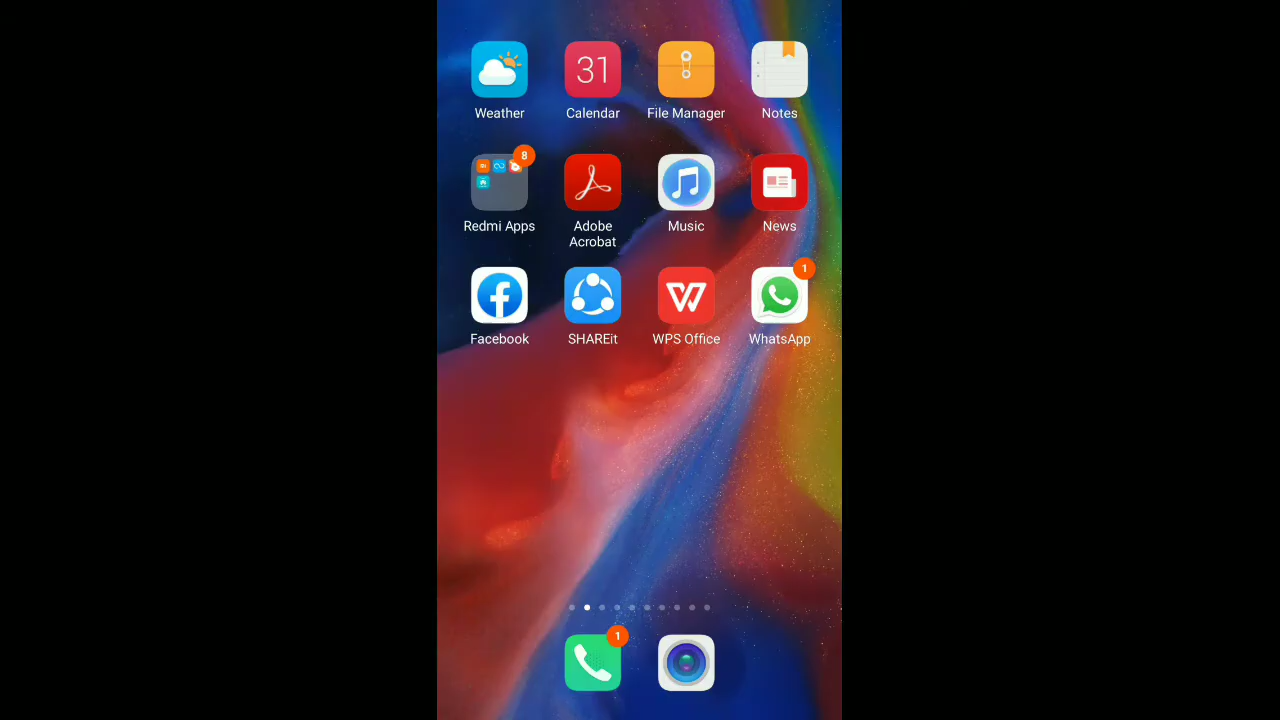 Weather
31
Calendar
File Manager
Notes
8
Redmi Apps
Adobe
Acrobat
Music
News
Facebook
SHAREit
WPS Office
1
WhatsApp
1